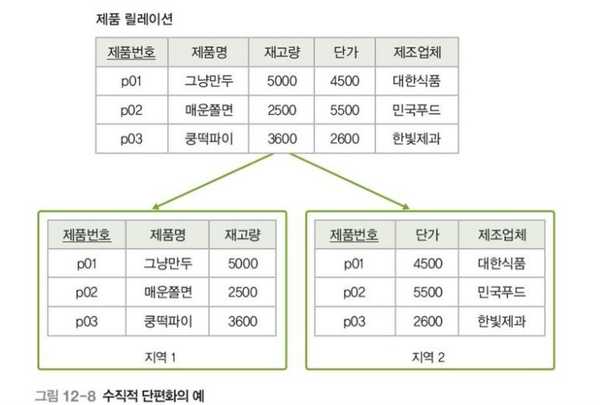 제품 릴레이션
제품번호 제품명 재고량 단가 제조업체
p01 그냥만두 5000 4500 대한식품
p02 매운쫄면 2500 5500 민국푸드
p03 쿵떡파이 3600 2600 한빛제과
제품번호 제품명 재고량
p01 그냥만두 5000
p02 매운쫄면 2500
p03 쿵떡파이 3600
지역 1
제품번호 단가 제조업체
p01 4500 대한식품
p02 5500 민국푸드
p03 2600 한빛제과
지역 2
그림 12-8 수직적 단편화의 예